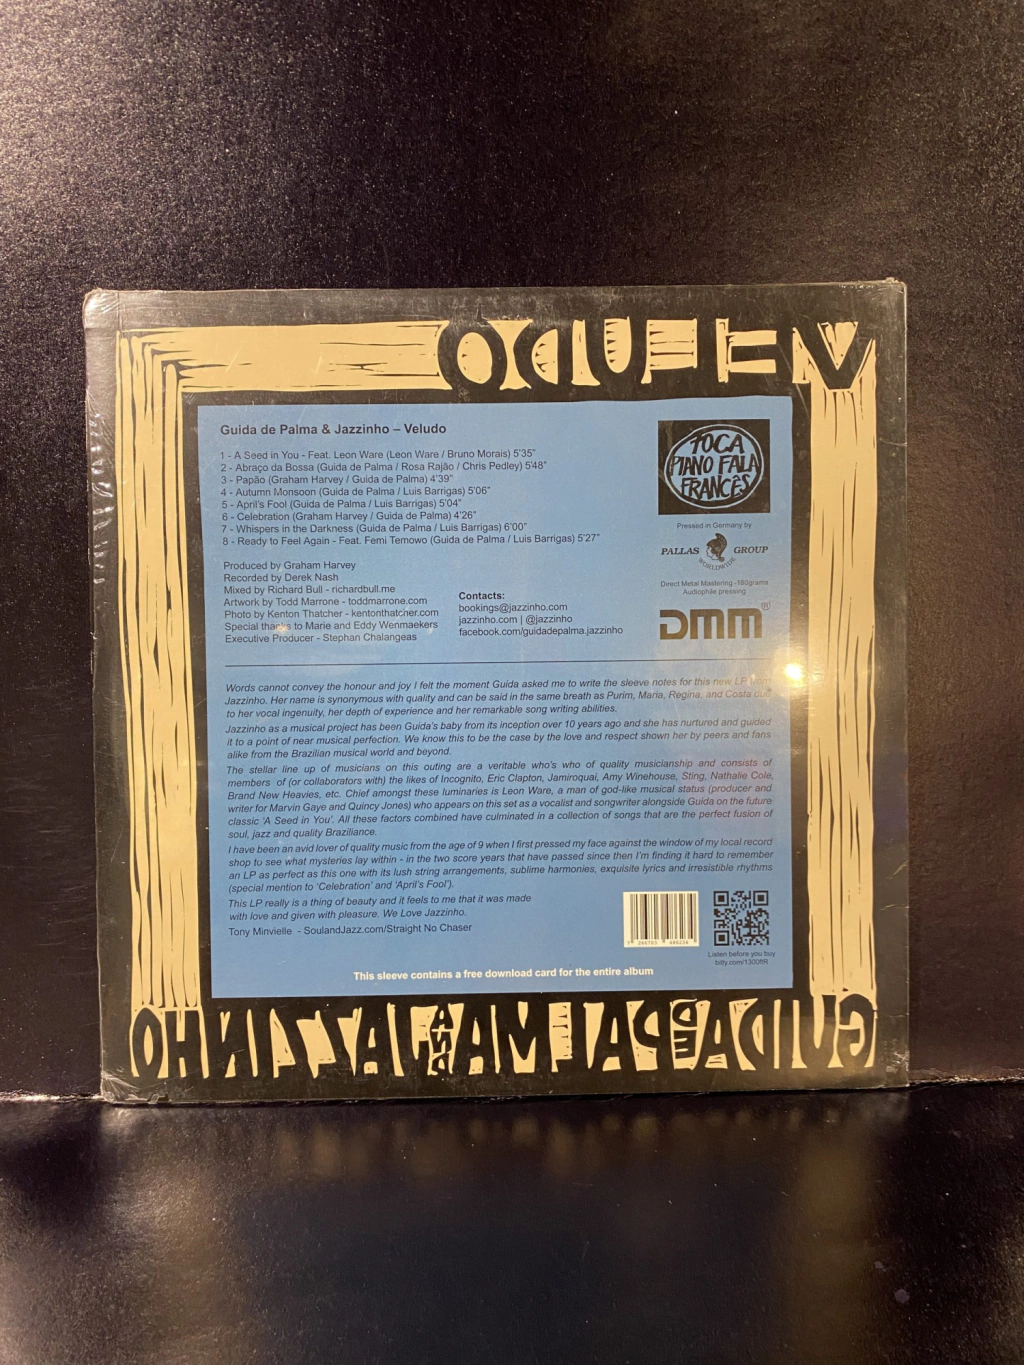 VELUDO
Guida de Palma & Jazzinho – Veludo
1 - A Seed in You - Feat. Leon Ware (Leon Ware / Bruno Morais) 5'35"
2 - Abraço da Bossa (Guida de Palma / Rosa Rajão / Chris Pedley) 5'48"
3 - Papão (Graham Harvey / Guida de Palma) 4'39"
4 - Autumn Monsoon (Guida de Palma / Luis Barrigas) 5'06"
5 - April's Fool (Guida de Palma / Luis Barrigas) 5'04"
6 - Celebration (Graham Harvey / Guida de Palma) 4'26"
7 - Whispers in the Darkness (Guida de Palma / Luis Barrigas) 6'00"
8 - Ready to Feel Again - Feat. Femi Temowo (Guida de Palma / Luis Barrigas) 5'27"
Produced by Graham Harvey
Recorded by Derek Nash
Mixed by Richard Bull - richardbull.me
Artwork by Todd Marrone - toddmarrone.com
Photo by Kenton Thatcher - kentonthatcher.com
Special thanks to Marie and Eddy Wenmaekers
Executive Producer - Stephan Chalangeas
Contacts:
bookings@jazzinho.com
jazzinho.com | @jazzinho
facebook.com/guidadepalma.jazzinho
TOCA
PIANO FALA
FRANCÊS
Pressed in Germany by
PALLAS GROUP
WORLDWIDE
Direct Metal Mastering -180grams
Audiophile pressing
DMM®
Words cannot convey the honour and joy I felt the moment Guida asked me to write the sleeve notes for this new LP from
Jazzinho. Her name is synonymous with quality and can be said in the same breath as Purim, Maria, Regina, and Costa due
to her vocal ingenuity, her depth of experience and her remarkable song writing abilities.
Jazzinho as a musical project has been Guida's baby from its inception over 10 years ago and she has nurtured and guided
it to a point of near musical perfection. We know this to be the case by the love and respect shown her by peers and fans
alike from the Brazilian musical world and beyond.
The stellar line up of musicians on this outing are a veritable who's who of quality musicianship and consists of
members of (or collaborators with) the likes of Incognito, Eric Clapton, Jamiroquai, Amy Winehouse, Sting, Nathalie Cole,
Brand New Heavies, etc. Chief amongst these luminaries is Leon Ware, a man of god-like musical status (producer and
writer for Marvin Gaye and Quincy Jones) who appears on this set as a vocalist and songwriter alongside Guida on the future
classic 'A Seed in You'. All these factors combined have culminated in a collection of songs that are the perfect fusion of
soul, jazz and quality Braziliance.
I have been an avid lover of quality music from the age of 9 when I first pressed my face against the window of my local record
shop to see what mysteries lay within - in the two score years that have passed since then I'm finding it hard to remember
an LP as perfect as this one with its lush string arrangements, sublime harmonies, exquisite lyrics and irresistible rhythms
(special mention to 'Celebration' and 'April's Fool').
This LP really is a thing of beauty and it feels to me that it was made
with love and given with pleasure. We Love Jazzinho.
Tony Minvielle - SoulandJazz.com/Straight No Chaser
Listen before you buy
bitly.com/1300ftR
This sleeve contains a free download card for the entire album
GUIDA DE PALMA JAZZINHO